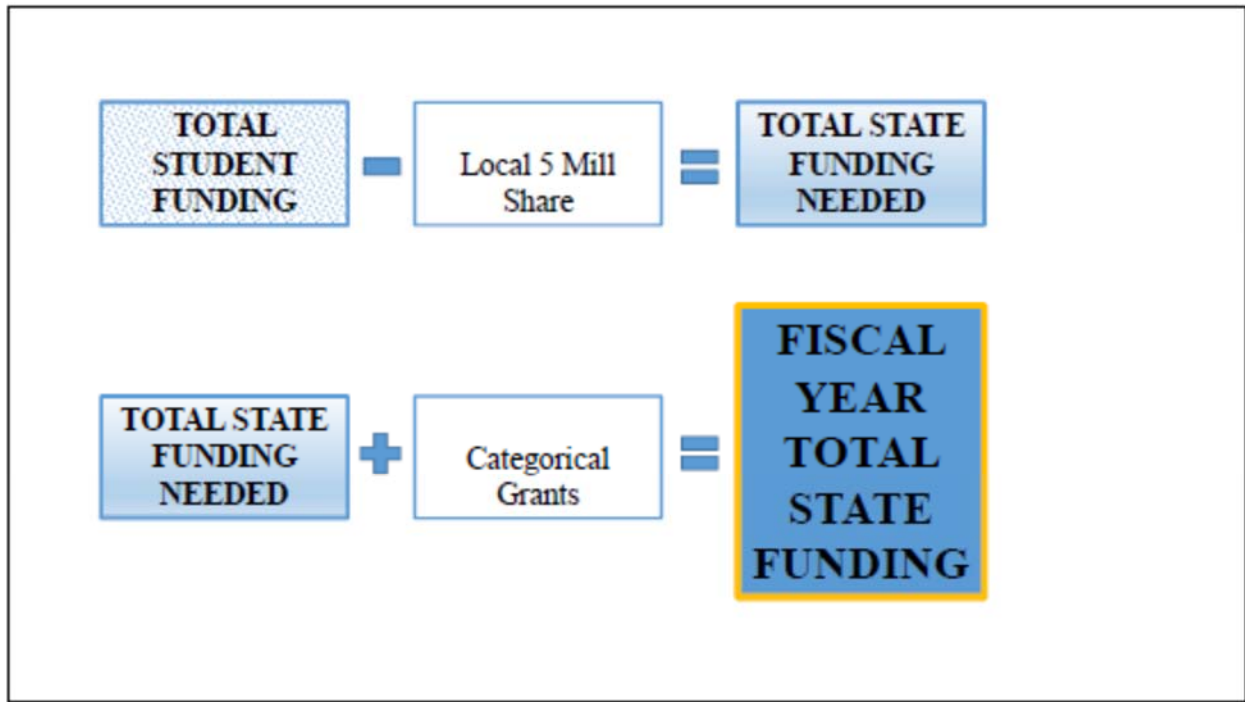 TOTAL
STUDENT
FUNDING
Local 5 Mill
Share
TOTAL STATE
FUNDING
NEEDED
TOTAL STATE
FUNDING
NEEDED
Categorical
Grants
FISCAL
YEAR
TOTAL
STATE
FUNDING